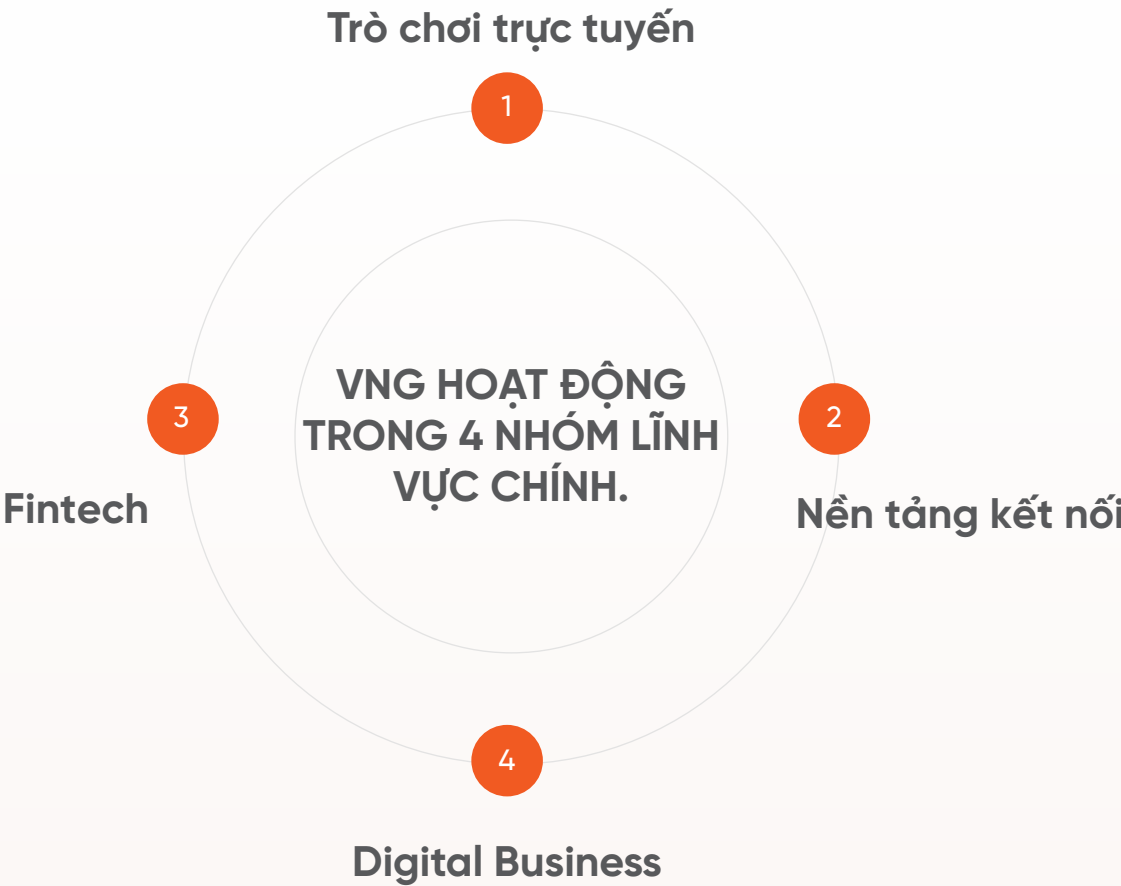 Trò chơi trực tuyến
1
VNG HOẠT ĐỘNG
TRONG 4 NHÓM LĨNH
VỰC CHÍNH.
3
2
Fintech
Nền tảng kết nối
4
Digital Business